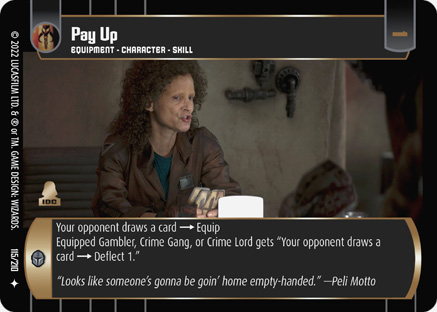 Pay Up
EQUIPMENT - CHARACTER - SKILL
© 2022 LUCASFILM LTD. & ® or TM. GAME DESIGN: WIZARDS.
IDC
115/210
Your opponent draws a card → Equip
Equipped Gambler, Crime Gang, or Crime Lord gets “Your opponent draws a
card → Deflect 1.”
“Looks like someone’s gonna be goin’ home empty-handed.” —Peli Motto